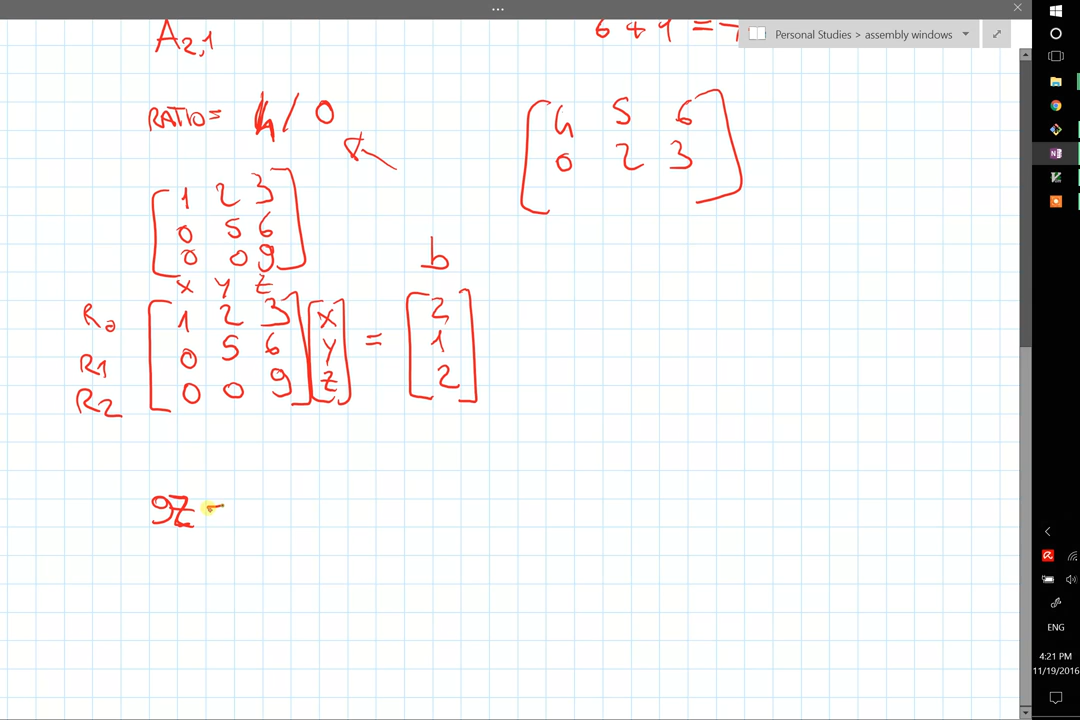 ...
A2,1
6 & 9 = -
Personal Studies > assembly windows
RATIO= 4/0
4 5 6
0 2 3
1 2 3
0 5 6
0 0 9
b
x y z
R0 1 2 3 x = 2
R1 0 5 6 y 1
R2 0 0 9 z 2
9z -
ENG
4:21 PM
11/19/2016